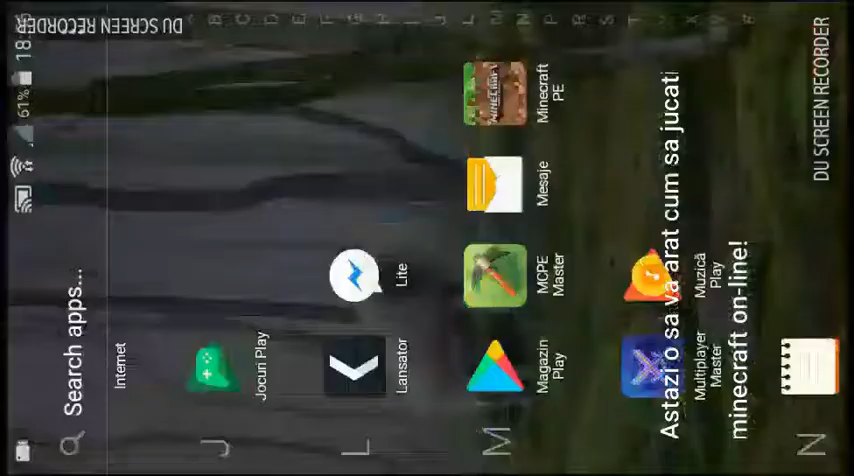 61% 18:
DU SCREEN RECORDER
Search apps...
A B C D E F G H I J L M N P R S T V X Y Z #
Internet
J
Jocuri Play
L
Lansator
Lite
M
Magazin
Play
MCPE
Master
Mesaje
MINECRAFT
Minecraft
PE
Multiplayer
Master
Muzică
Play
N
Astazi o sa va arat cum sa jucati
minecraft on-line!
DU SCREEN RECORDER